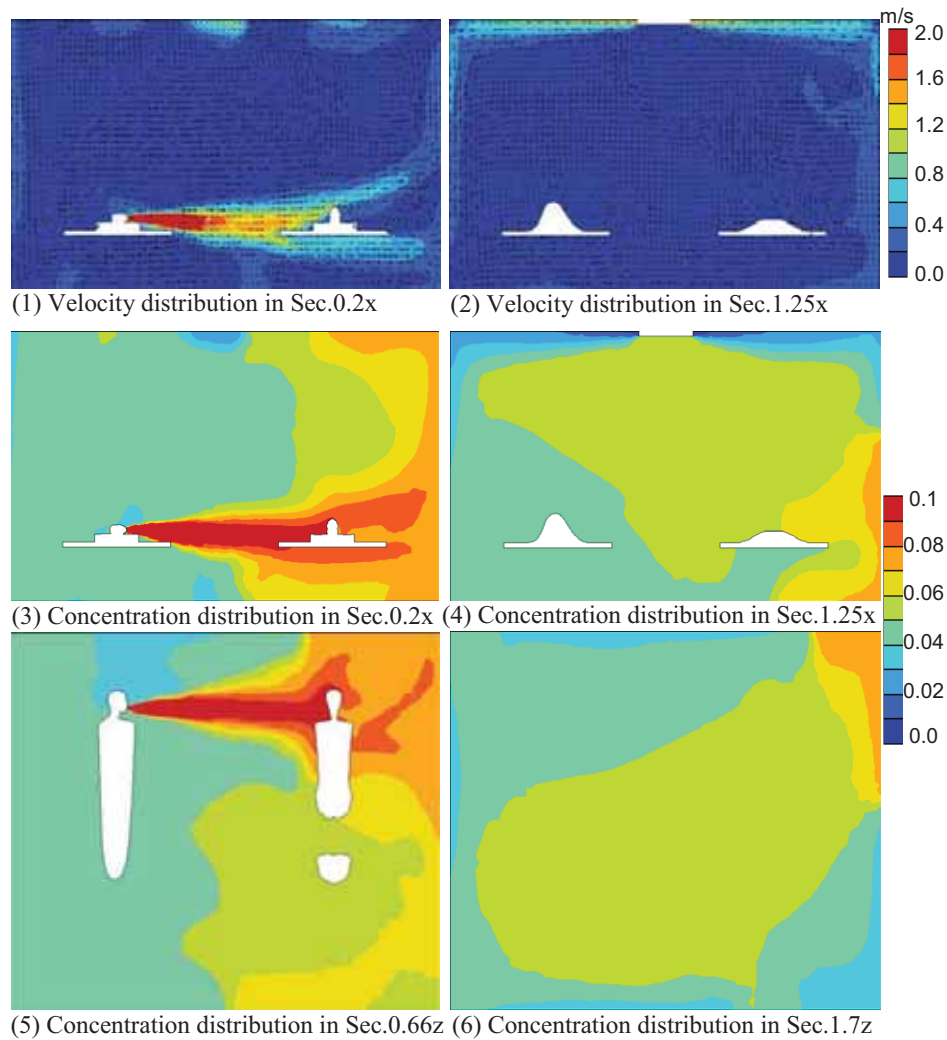 m/s
2.0
1.6
1.2
0.8
0.4
0.0
(1) Velocity distribution in Sec.0.2x
(2) Velocity distribution in Sec.1.25x
0.1
0.08
0.06
0.04
0.02
0.0
(3) Concentration distribution in Sec.0.2x
(4) Concentration distribution in Sec.1.25x
(5) Concentration distribution in Sec.0.66z
(6) Concentration distribution in Sec.1.7z